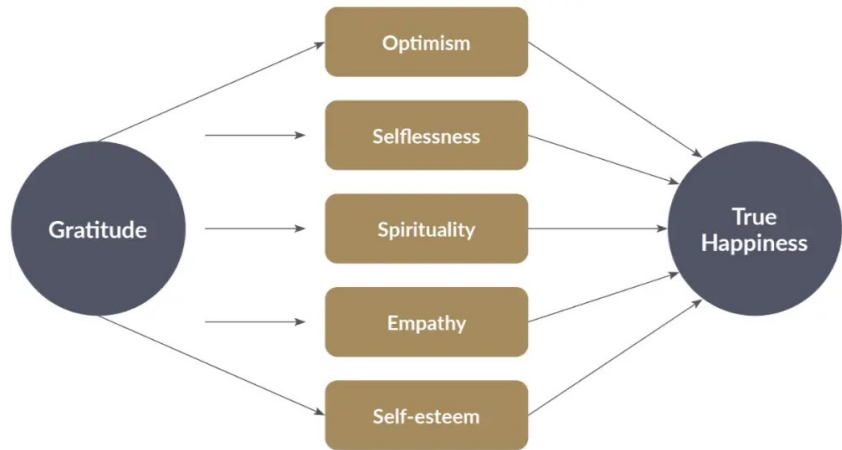 Optimism
Selflessness
Gratitude
Spirituality
True
Happiness
Empathy
Self-esteem